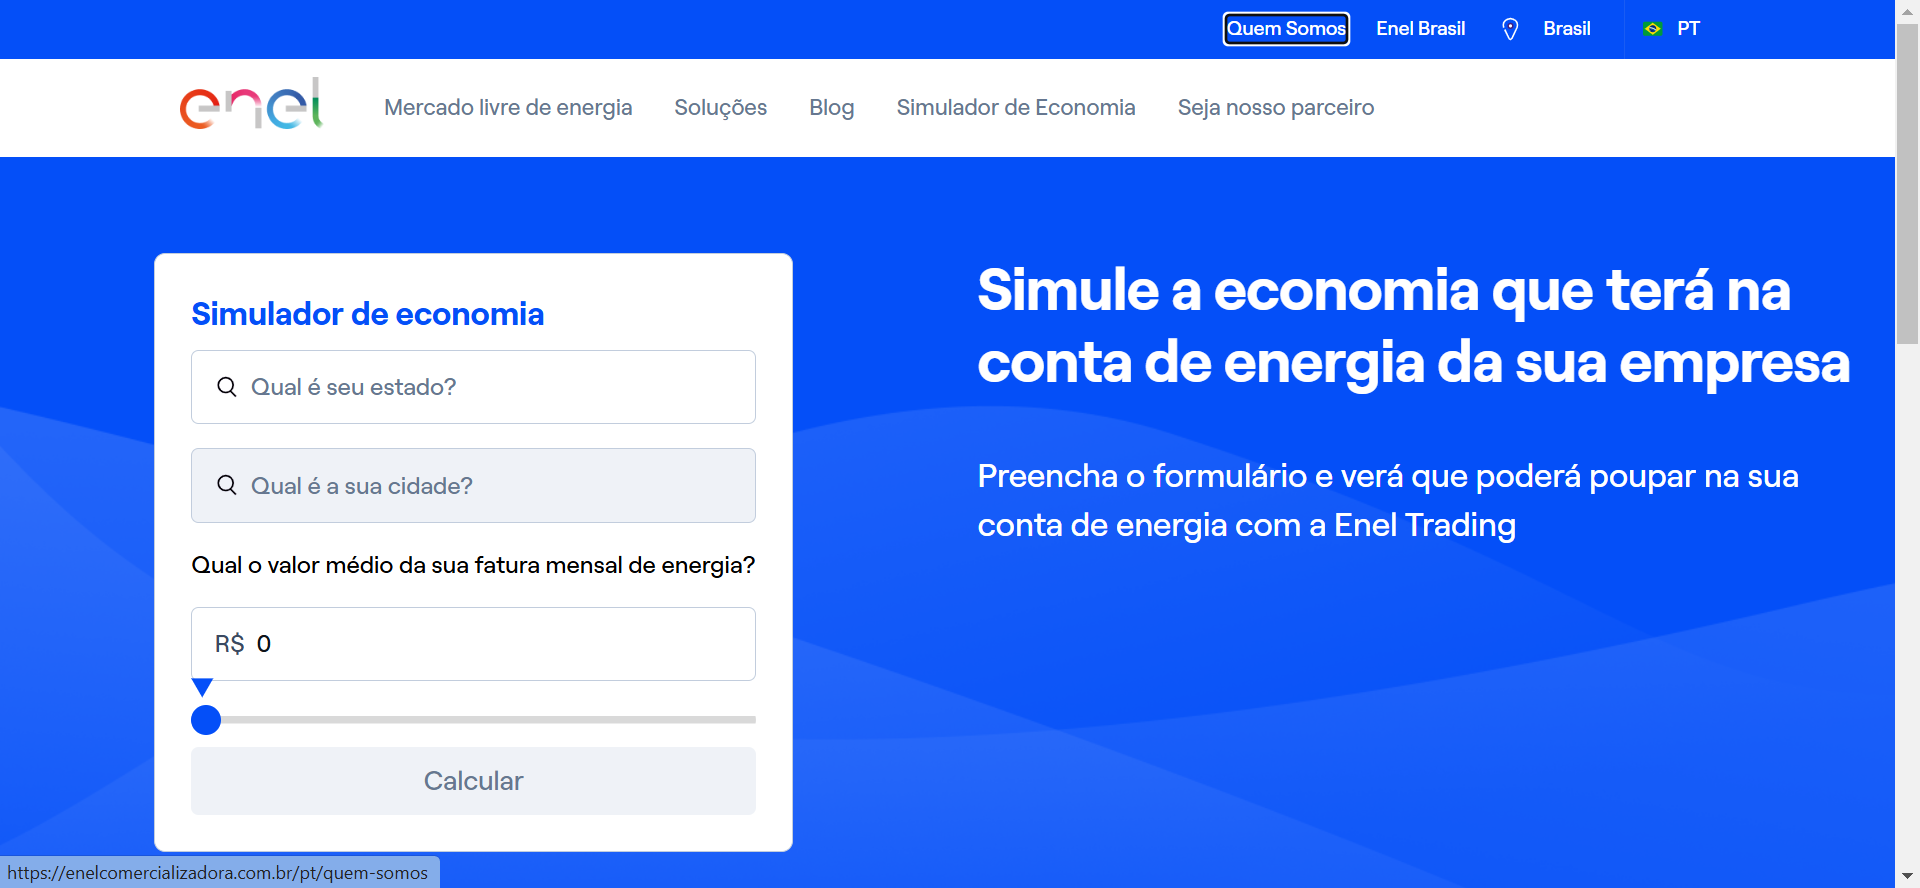 Quem Somos Enel Brasil Brasil PT
enel Mercado livre de energia Soluções Blog Simulador de Economia Seja nosso parceiro
Simulador de economia
Qual é seu estado?
Qual é a sua cidade?
Qual o valor médio da sua fatura mensal de energia?
R$ 0
Calcular
Simule a economia que terá na
conta de energia da sua empresa
Preencha o formulário e verá que poderá poupar na sua
conta de energia com a Enel Trading
https://enelcomercializadora.com.br/pt/quem-somos